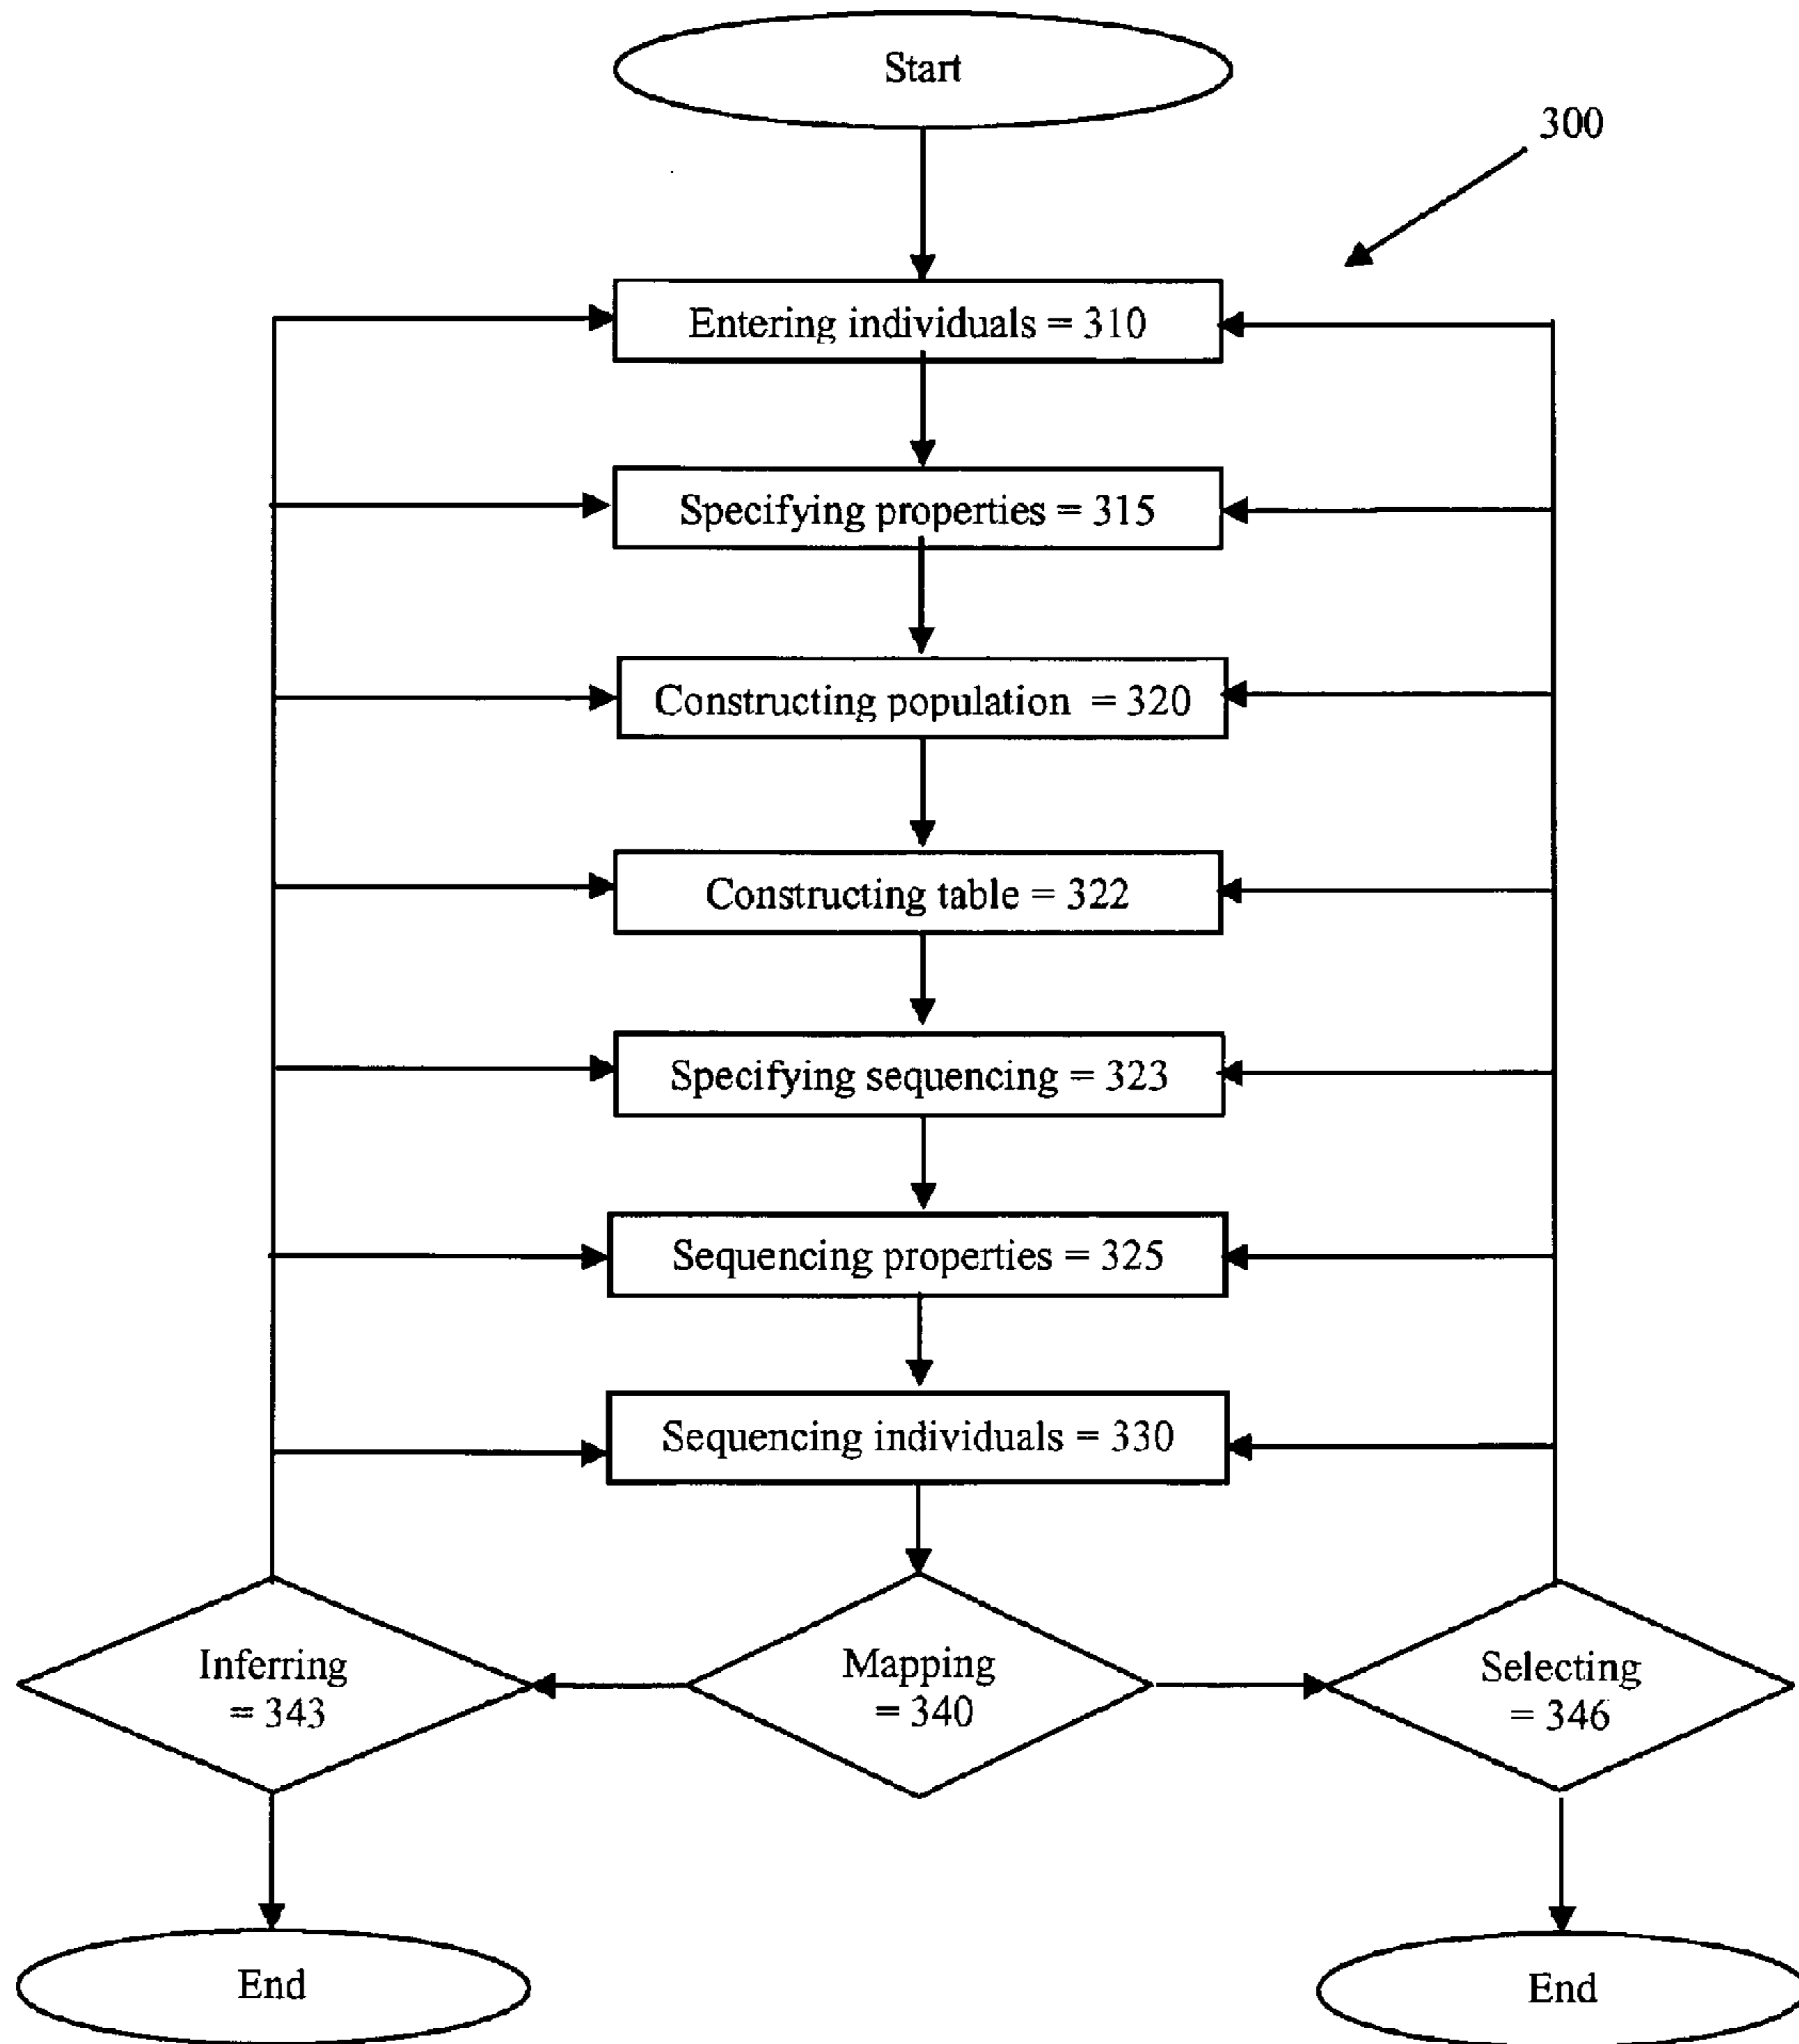 Start
300
Entering individuals = 310
Specifying properties = 315
Constructing population = 320
Constructing table = 322
Specifying sequencing = 323
Sequencing properties = 325
Sequencing individuals = 330
Inferring
= 343
Mapping
= 340
Selecting
= 346
End
End